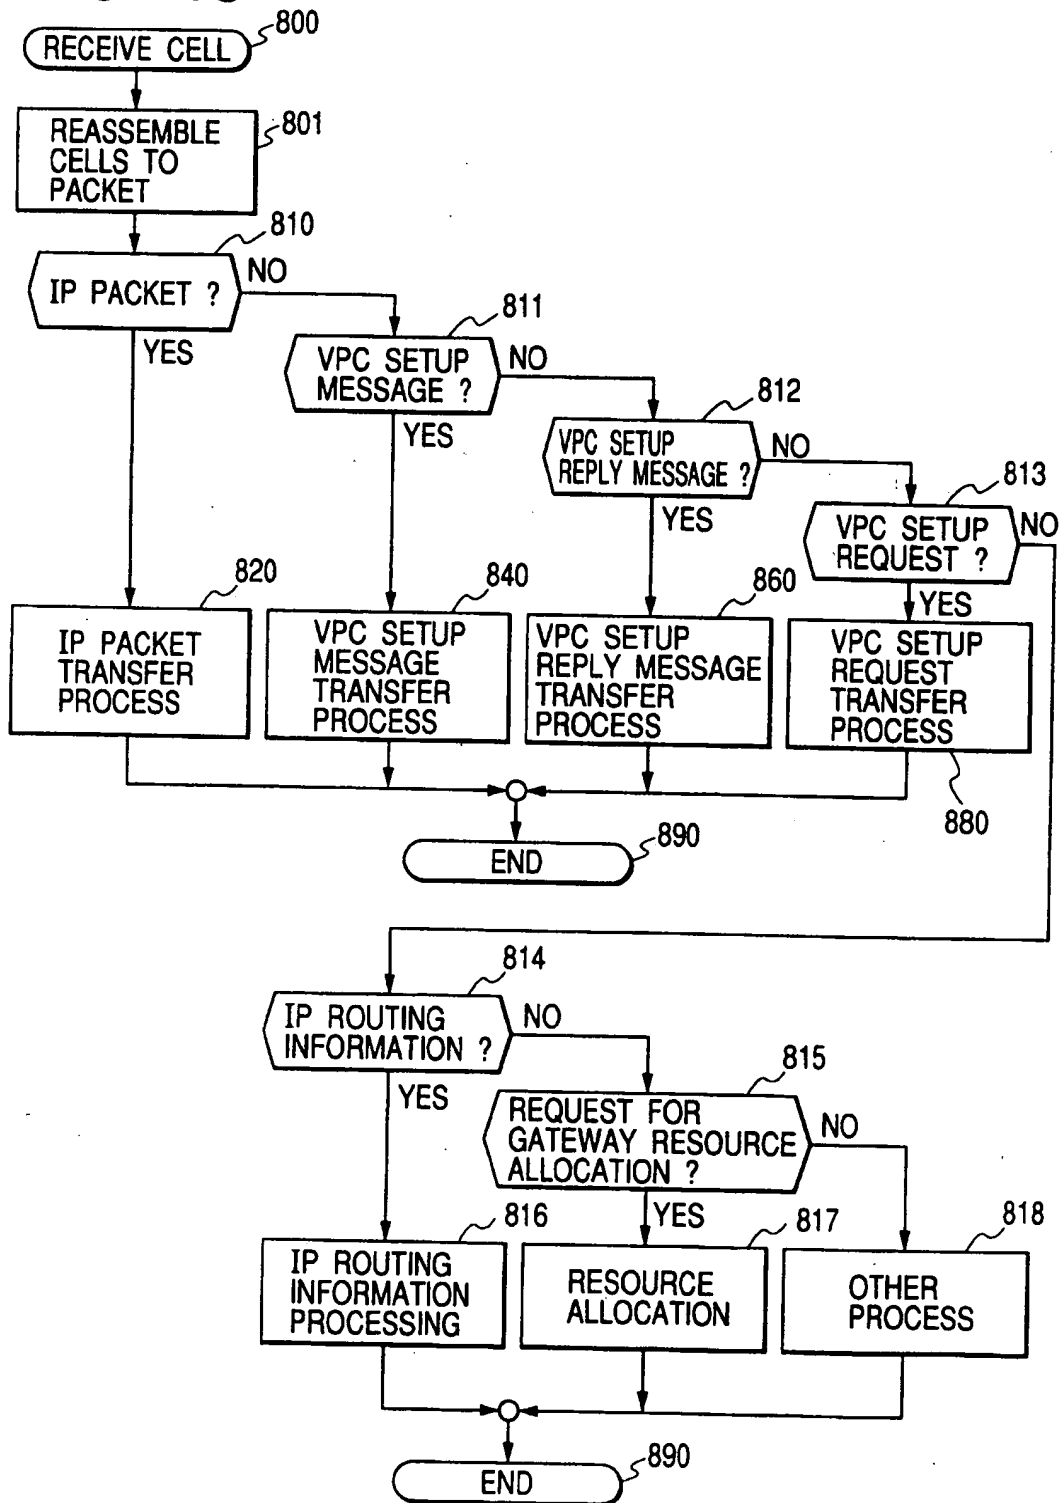 800
RECEIVE CELL
801
REASSEMBLE
CELLS TO
PACKET
810
IP PACKET ?
NO
YES
811
VPC SETUP
MESSAGE ?
NO
YES
812
VPC SETUP
REPLY MESSAGE ?
NO
YES
813
VPC SETUP
REQUEST ?
NO
YES
820
IP PACKET
TRANSFER
PROCESS
840
VPC SETUP
MESSAGE
TRANSFER
PROCESS
860
VPC SETUP
REPLY MESSAGE
TRANSFER
PROCESS
VPC SETUP
REQUEST
TRANSFER
PROCESS
880
890
END
814
IP ROUTING
INFORMATION ?
NO
YES
815
REQUEST FOR
GATEWAY RESOURCE
ALLOCATION ?
NO
YES
816
IP ROUTING
INFORMATION
PROCESSING
817
RESOURCE
ALLOCATION
818
OTHER
PROCESS
890
END